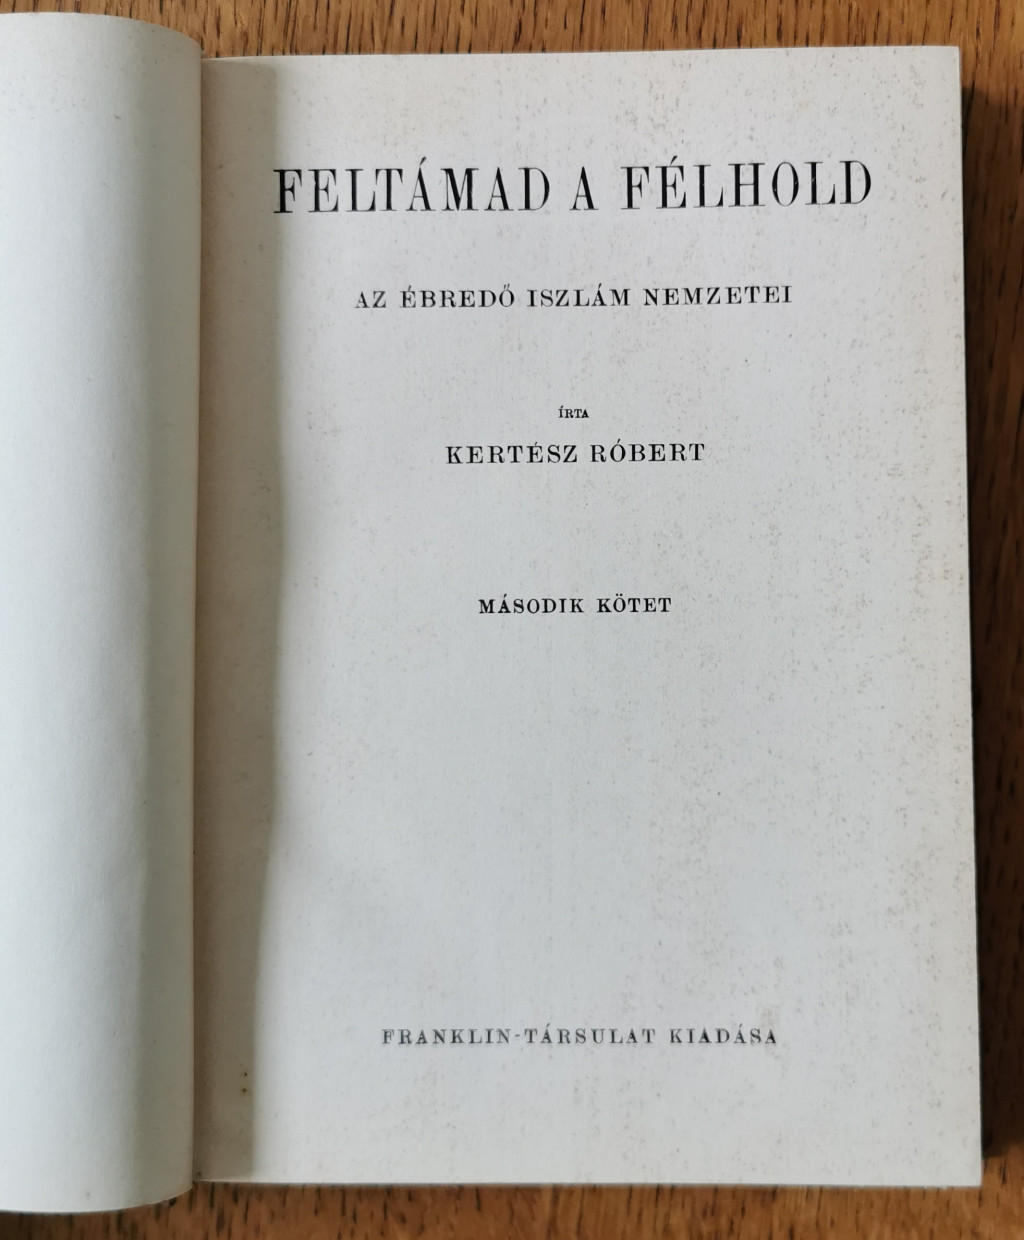 FELTÁMAD A FÉLHOLD
AZ ÉBREDŐ ISZLÁM NEMZETEI
ÍRTA
KERTÉSZ RÓBERT
MÁSODIK KÖTET
FRANKLIN-TÁRSULAT KIADÁSA